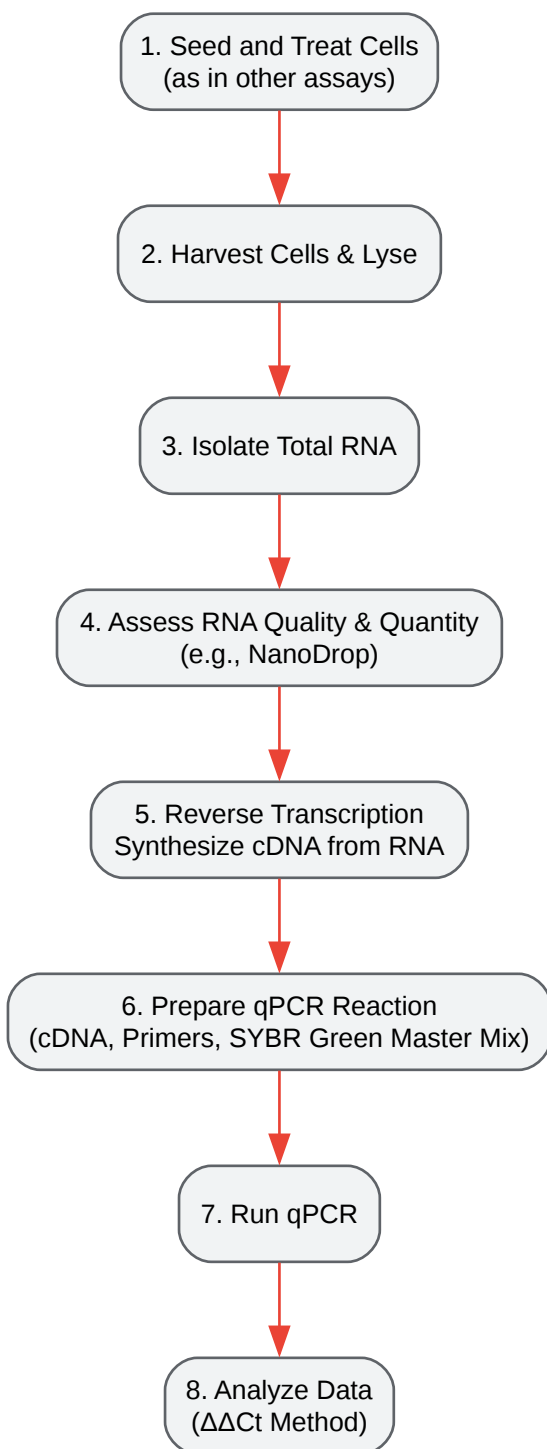 1. Seed and Treat Cells
(as in other assays)
2. Harvest Cells & Lyse
3. Isolate Total RNA
4. Assess RNA Quality & Quantity
(e.g., NanoDrop)
5. Reverse Transcription
Synthesize cDNA from RNA
6. Prepare qPCR Reaction
(cDNA, Primers, SYBR Green Master Mix)
7. Run qPCR
8. Analyze Data
(ΔΔCt Method)